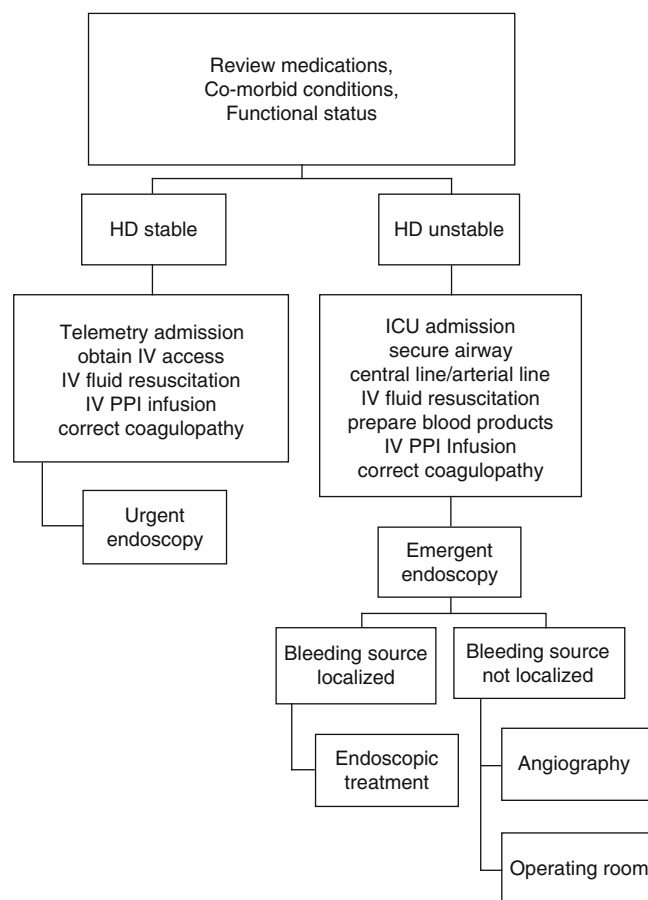 Review medications,
Co-morbid conditions,
Functional status
HD stable
HD unstable
Telemetry admission
obtain IV access
IV fluid resuscitation
IV PPI infusion
correct coagulopathy
ICU admission
secure airway
central line/arterial line
IV fluid resuscitation
prepare blood products
IV PPI Infusion
correct coagulopathy
Urgent
endoscopy
Emergent
endoscopy
Bleeding source
localized
Bleeding source
not localized
Endoscopic
treatment
Angiography
Operating room